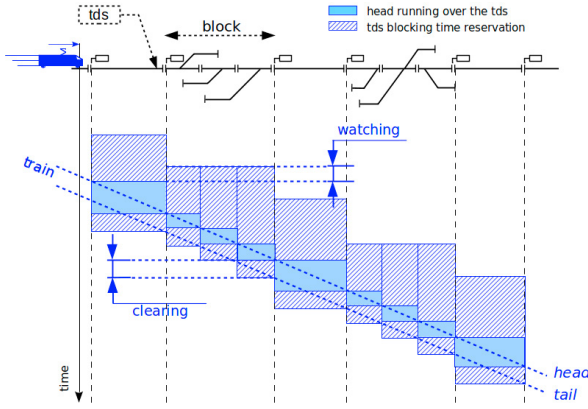 head running over the tds
tds blocking time reservation
tds
block
watching
train
clearing
time
head
tail